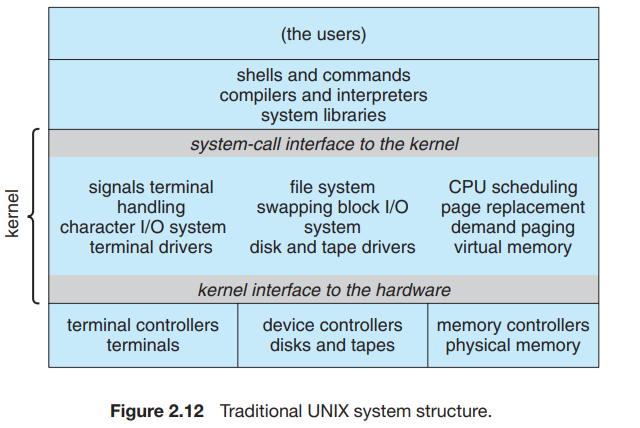 (the users)
shells and commands
compilers and interpreters
system libraries
system-call interface to the kernel
kernel
signals terminal
handling
character I/O system
terminal drivers
file system
swapping block I/O
system
disk and tape drivers
CPU scheduling
page replacement
demand paging
virtual memory
kernel interface to the hardware
terminal controllers
terminals
device controllers
disks and tapes
memory controllers
physical memory
Figure 2.12 Traditional UNIX system structure.